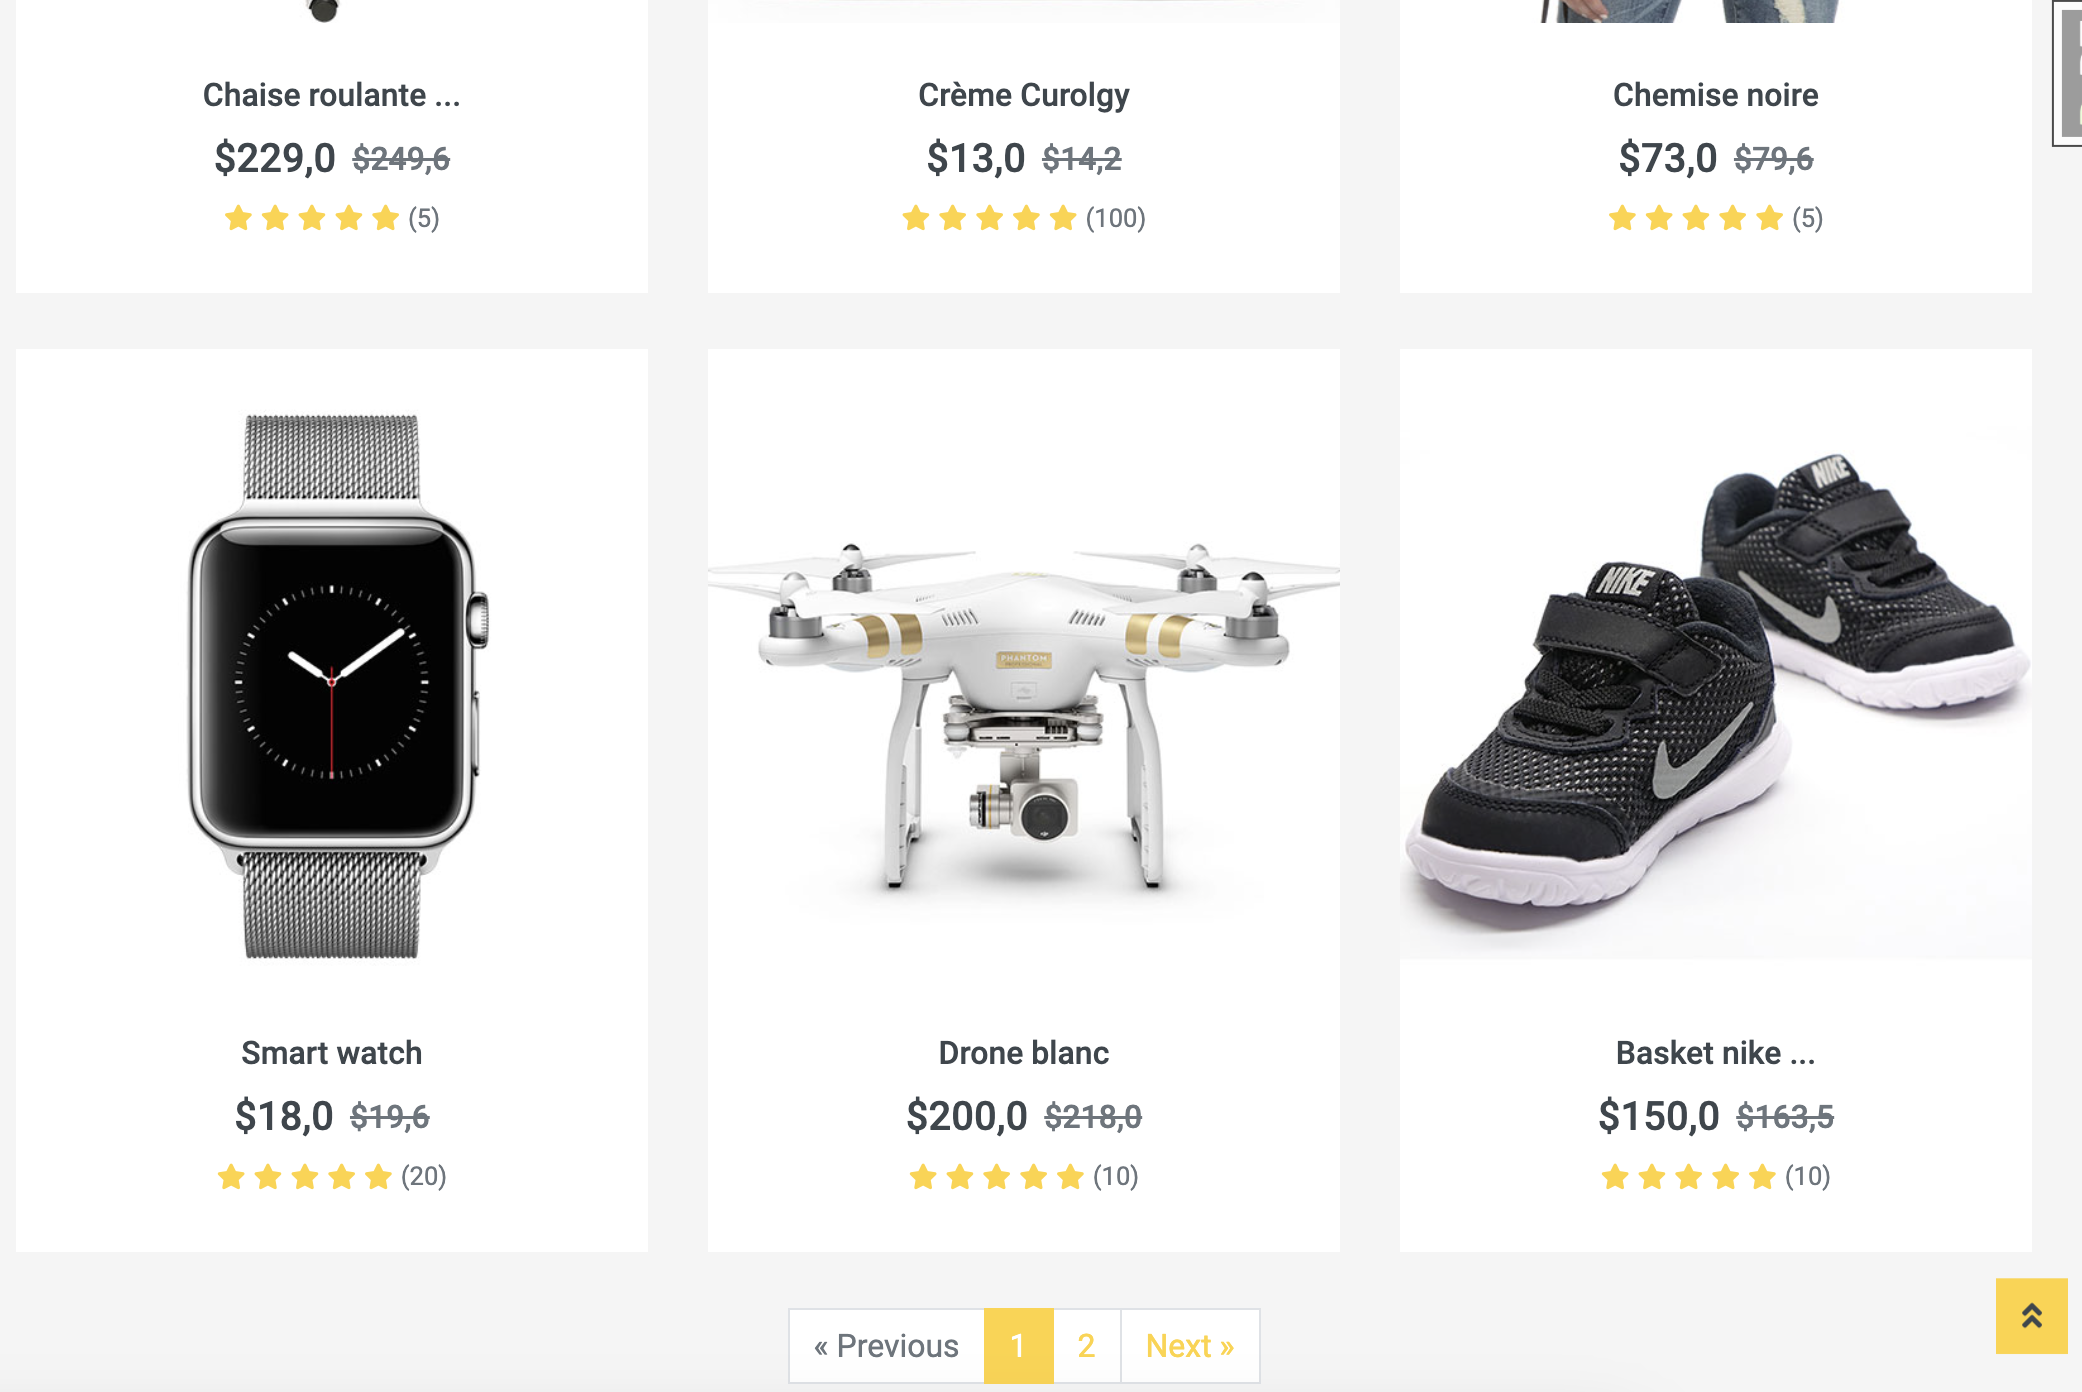 Chaise roulante ...
Crème Curolgy
Chemise noire
$229,0 $249,6
$13,0 $14,2
$73,0 $79,6
(5)
(100)
(5)
PHANTOM
NIKE
NIKE
Smart watch
Drone blanc
Basket nike ...
$18,0 $19,6
$200,0 $218,0
$150,0 $163,5
(20)
(10)
(10)
« Previous 1 2 Next »